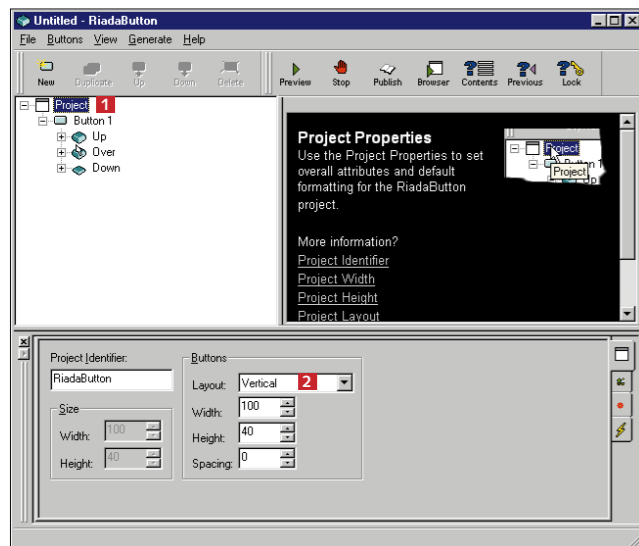 Untitled - RiadaButton
File Buttons View Generate Help
New Duplicate Up Down Delete Preview Stop Publish Browser Contents Previous Lock
Project 1
Button 1
Up
Over
Down
Project Properties
Use the Project Properties to set
overall attributes and default
formatting for the RiadaButton
project.
More information?
Project Identifier
Project Width
Project Height
Project Layout
Project
Button 1
Project
Up
Project Identifier:
RiadaButton
Size
Width: 100
Height: 40
Buttons
Layout: Vertical 2
Width: 100
Height: 40
Spacing: 0